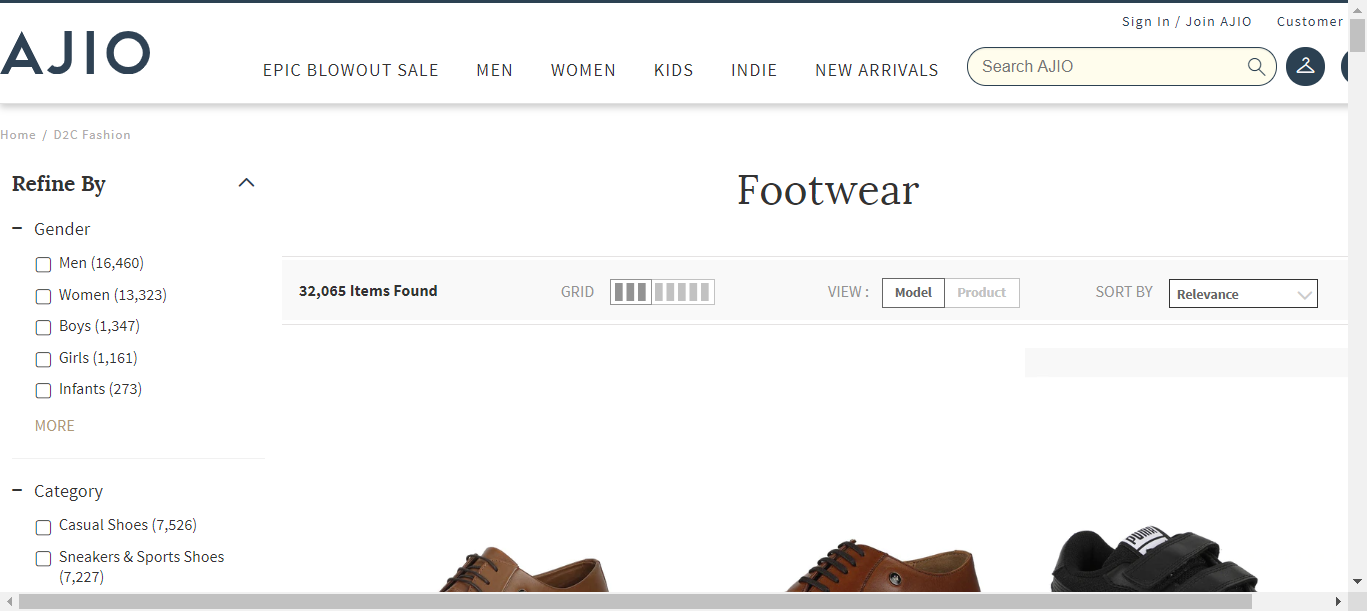 Sign In / Join AJIO Customer
AJIO
EPIC BLOWOUT SALE MEN WOMEN KIDS INDIE NEW ARRIVALS
Search AJIO
Home / D2C Fashion
Refine By
Footwear
Gender
Men (16,460)
Women (13,323)
Boys (1,347)
Girls (1,161)
Infants (273)
MORE
32,065 Items Found
GRID
VIEW :
Model
Product
SORT BY
Relevance
Category
Casual Shoes (7,526)
Sneakers & Sports Shoes
(7,227)
PUMA